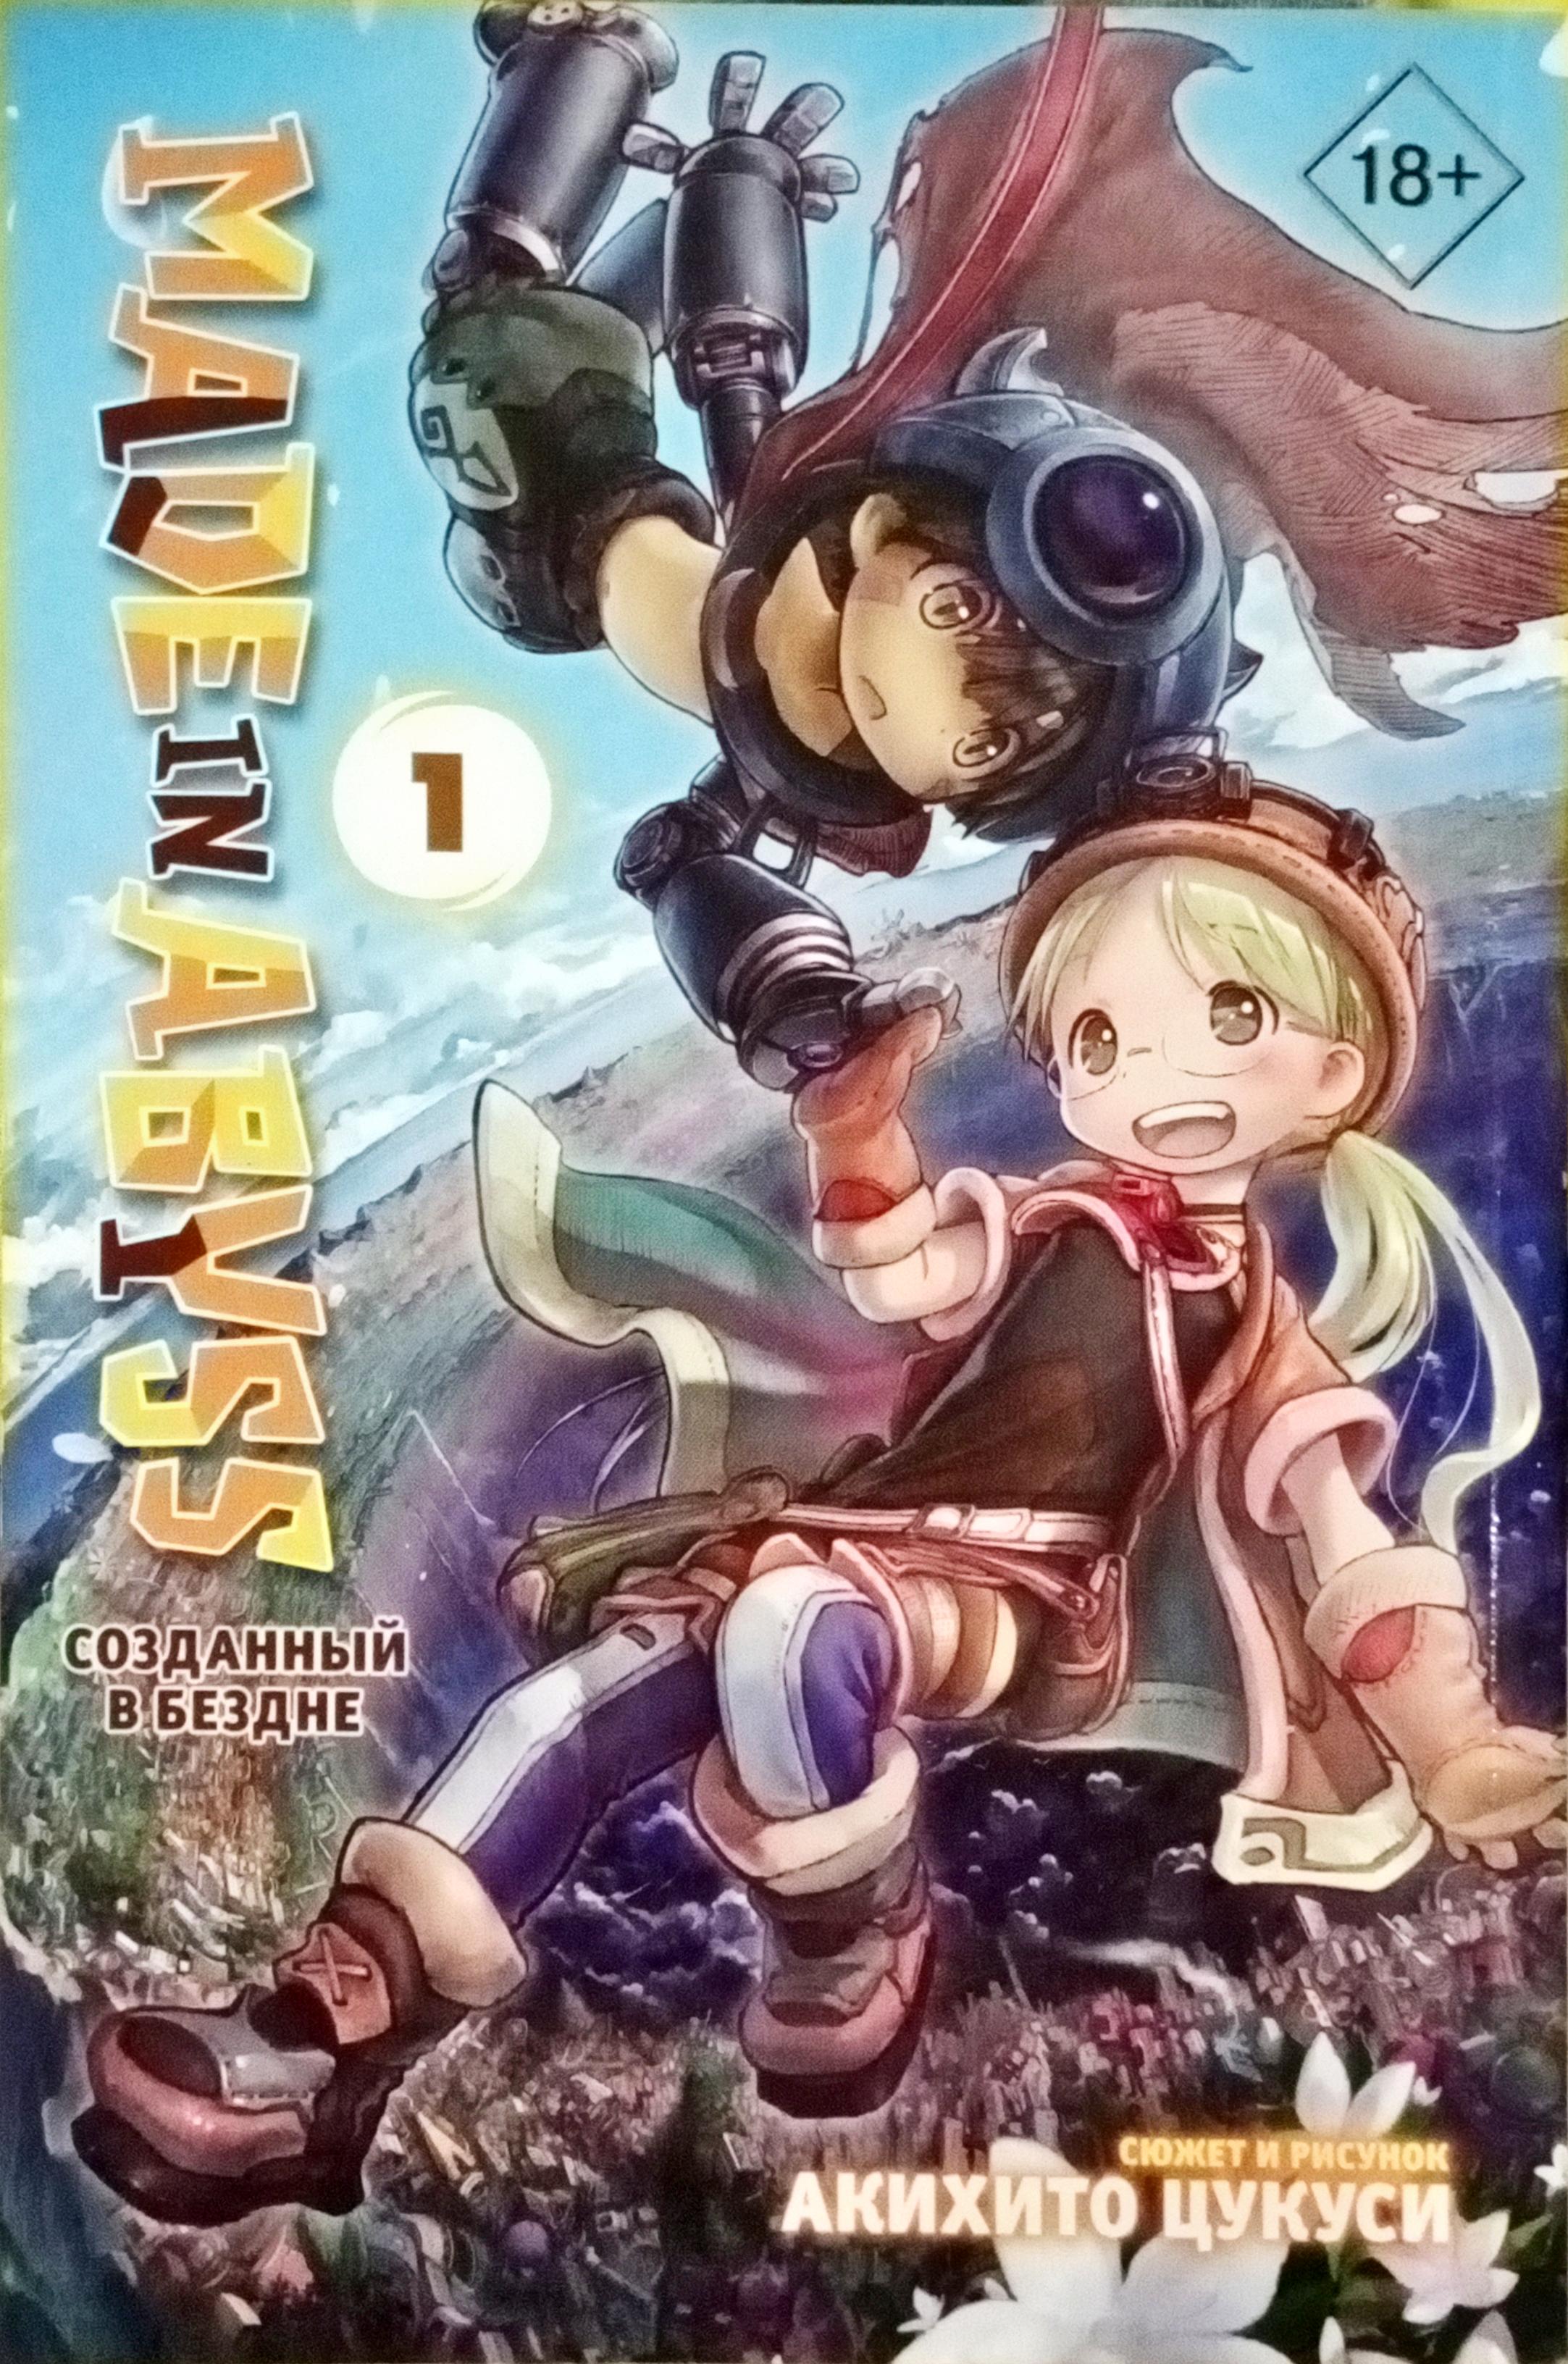 18+
MADE IN ABYSS
1
СОЗДАННЫЙ
В БЕЗДНЕ
СЮЖЕТ И РИСУНОК
АКИХИТО ЦУКУСИ